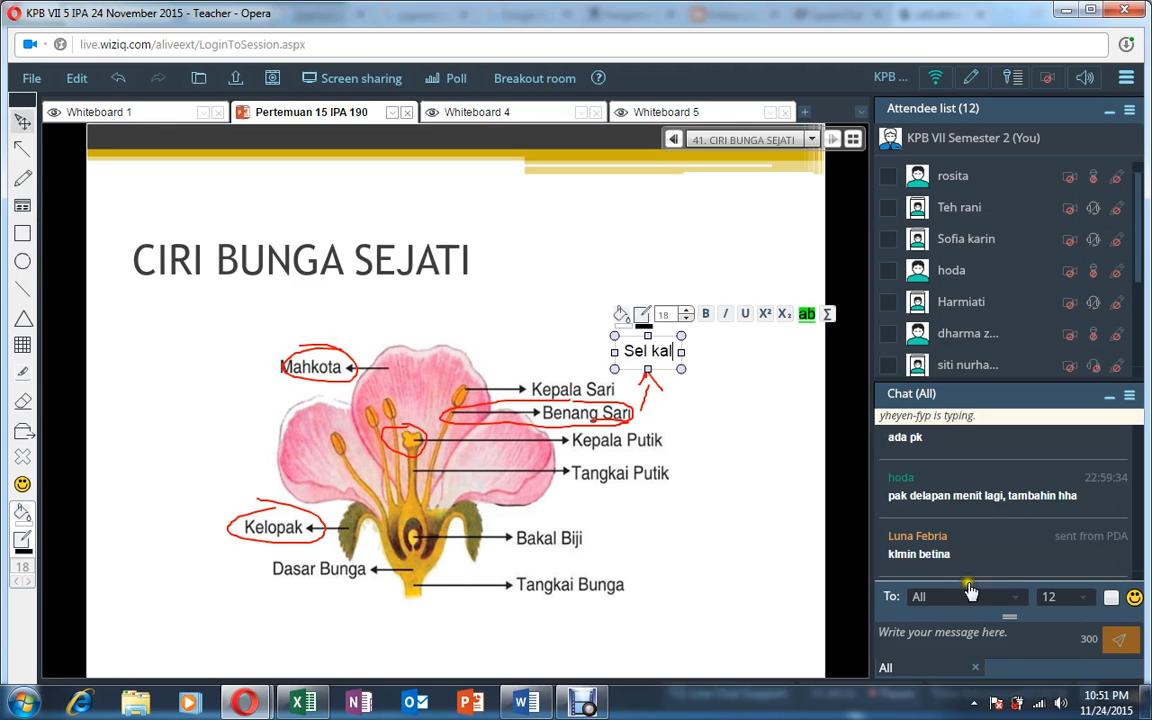 KPB VII 5 IPA 24 November 2015 - Teacher - Opera
live.wiziq.com/aliveext/LoginToSession.aspx
File Edit Screen sharing Poll Breakout room ? KPB ...
Whiteboard 1 Pertemuan 15 IPA 190 Whiteboard 4 Whiteboard 5
Attendee list (12)
41. CIRI BUNGA SEJATI
KPB VII Semester 2 (You)
rosita
Teh rani
Sofia karin
hoda
Harmiati
dharma z...
siti nurha...
CIRI BUNGA SEJATI
18 B I U X² X₂ ab Σ
Sel kal
Mahkota
Kepala Sari
Benang Sari
Kepala Putik
Tangkai Putik
Kelopak
Bakal Biji
Dasar Bunga
Tangkai Bunga
18
Chat (All)
yheyen-fyp is typing.
ada pk
hoda 22:59:34
pak delapan menit lagi, tambahin hha
Luna Febria sent from PDA
klmin betina
To: All 12
Write your message here. 300
All
10:51 PM
11/24/2015